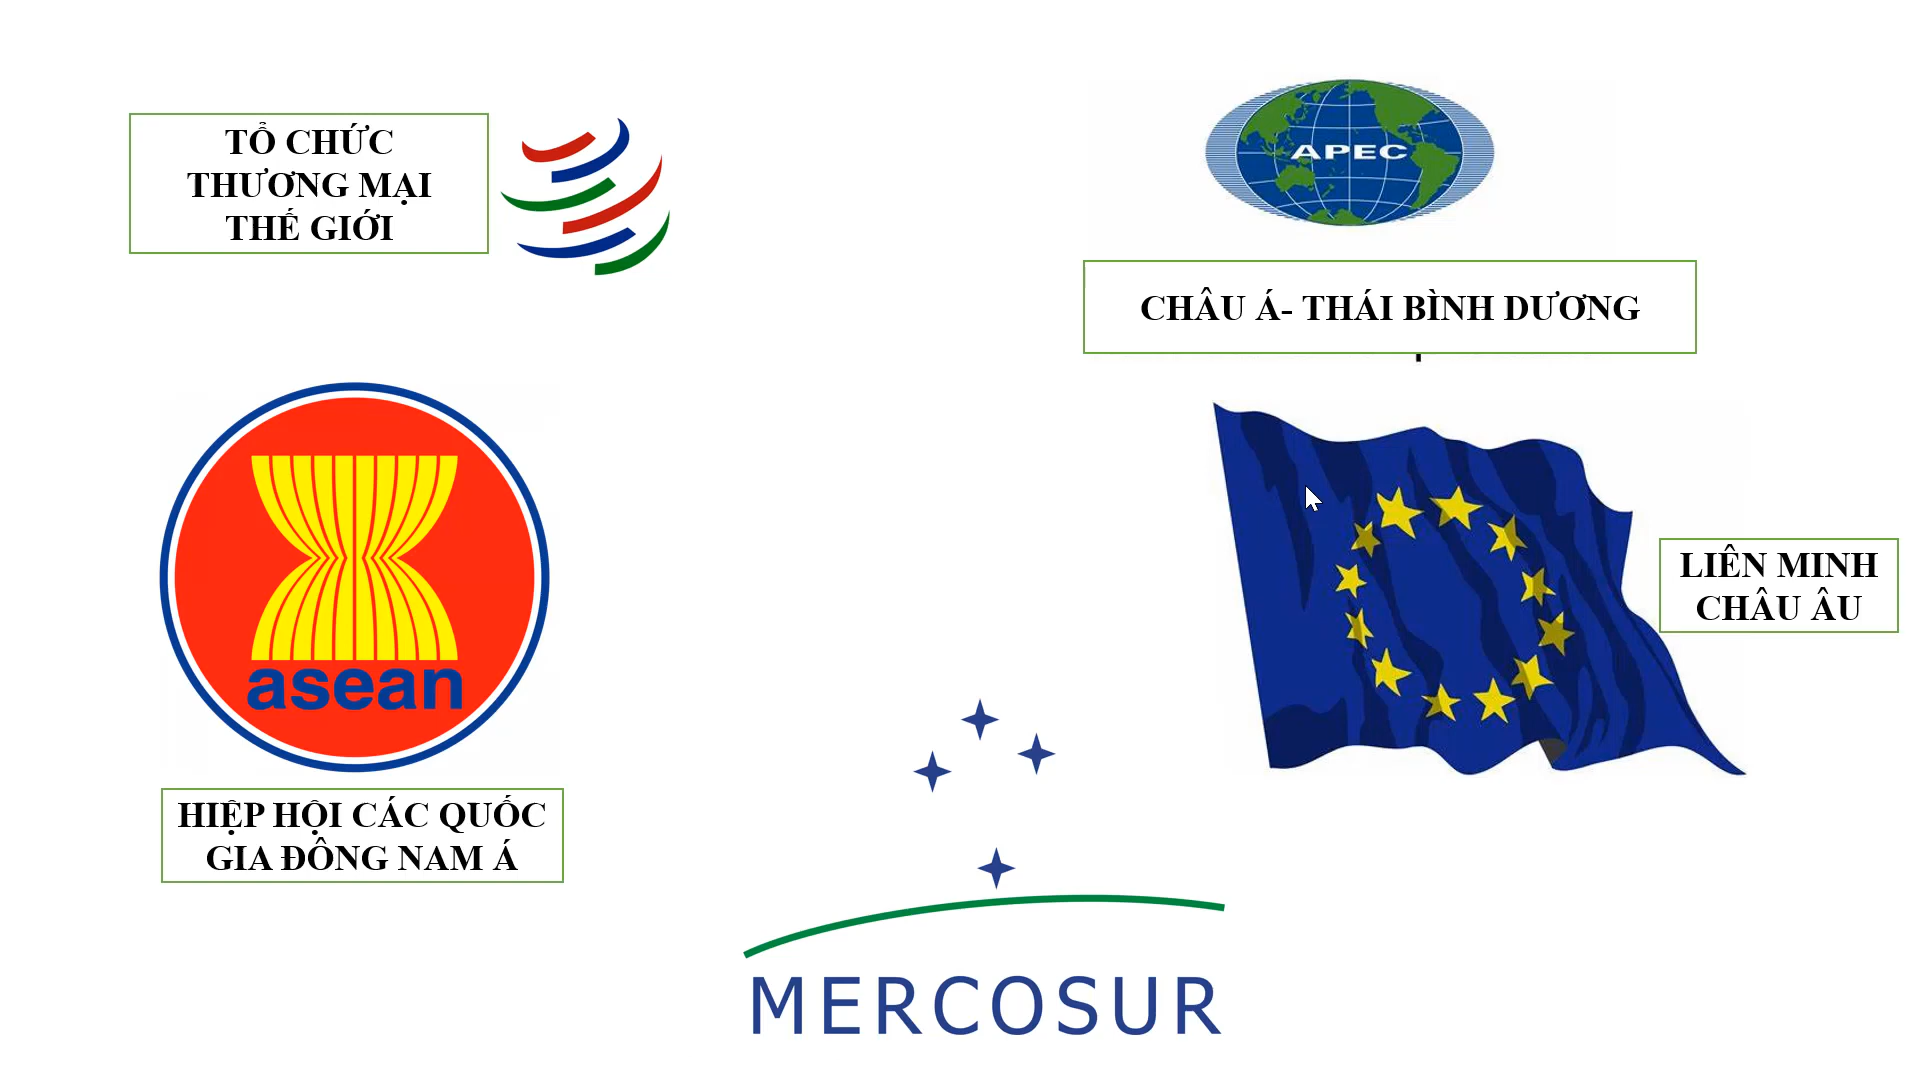 TỔ CHỨC
THƯƠNG MẠI
THẾ GIỚI
APEC
CHÂU Á- THÁI BÌNH DƯƠNG
asean
HIỆP HỘI CÁC QUỐC
GIA ĐÔNG NAM Á
LIÊN MINH
CHÂU ÂU
MERCOSUR